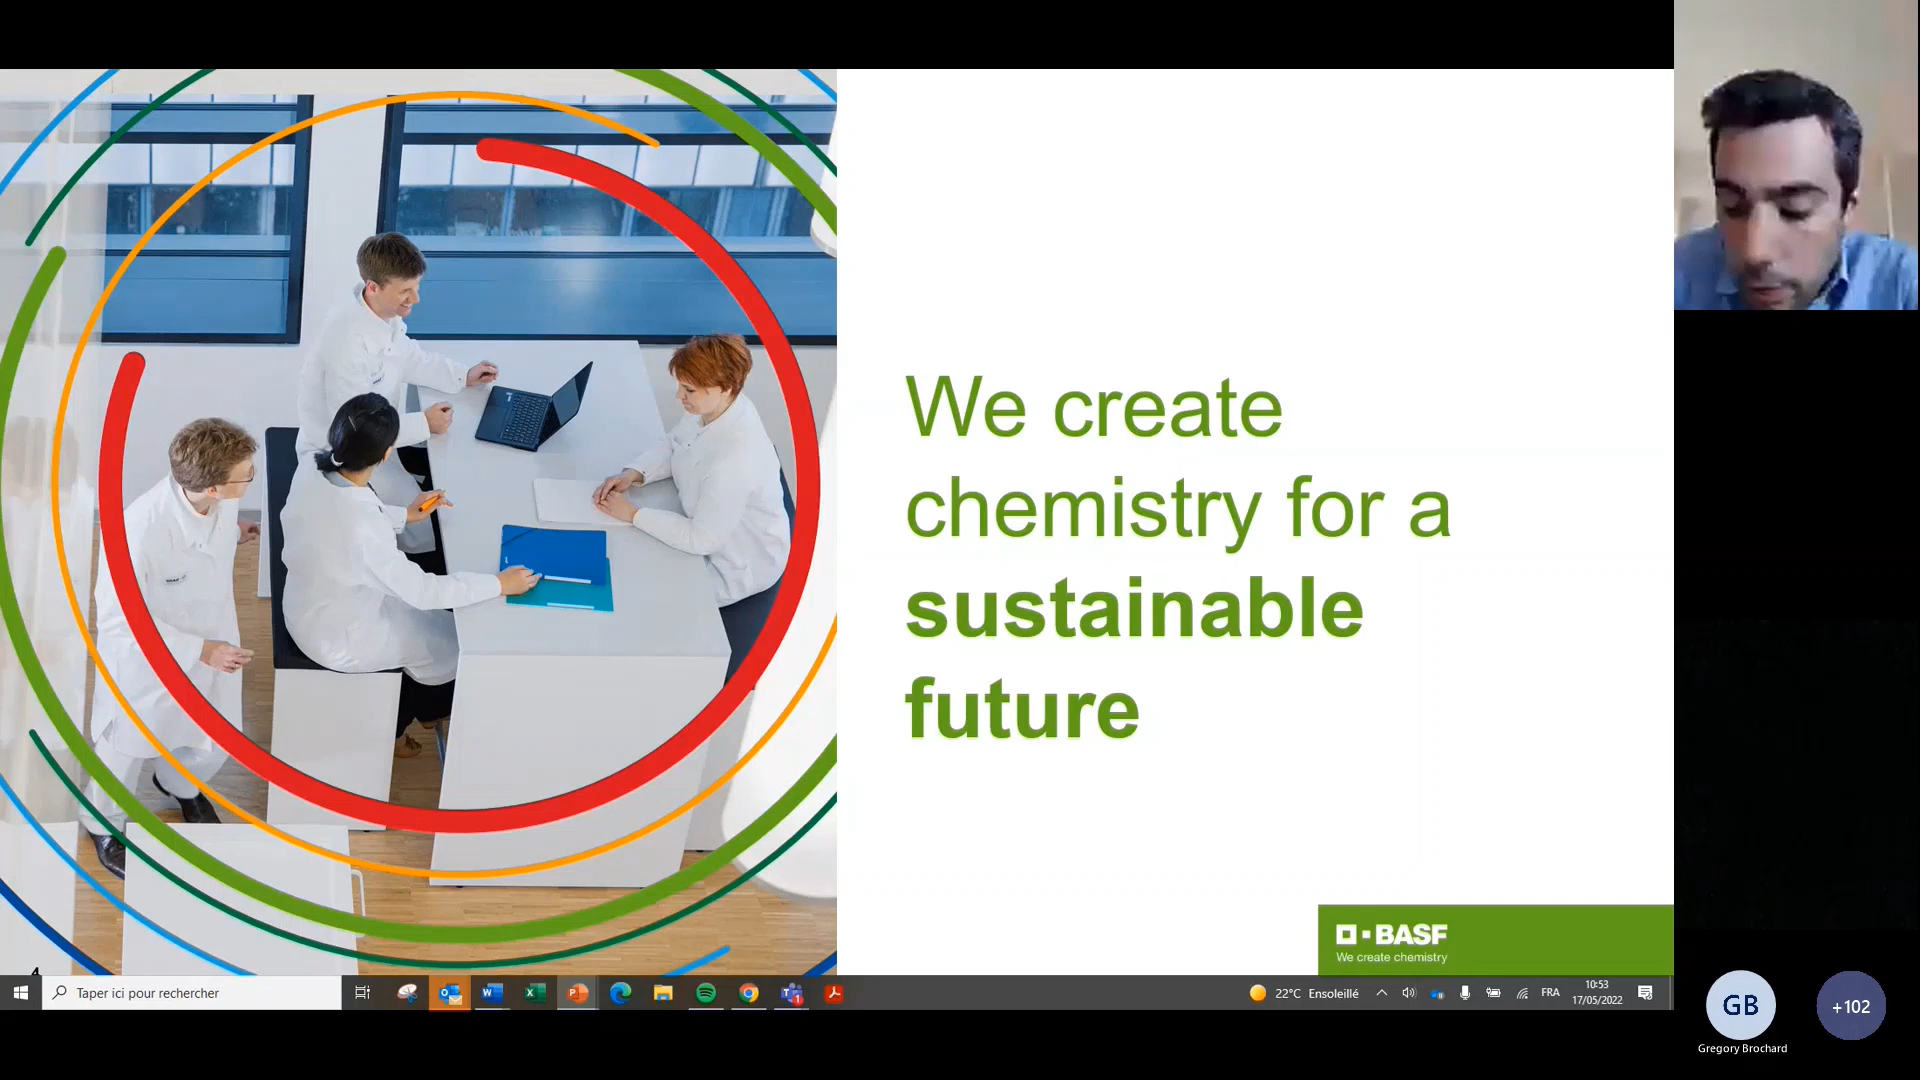 We create
chemistry for a
sustainable
future
BASF
We create chemistry
4
Taper ici pour rechercher
22°C Ensoleillé
FRA
10:53
17/05/2022
GB
+102
Gregory Brochard